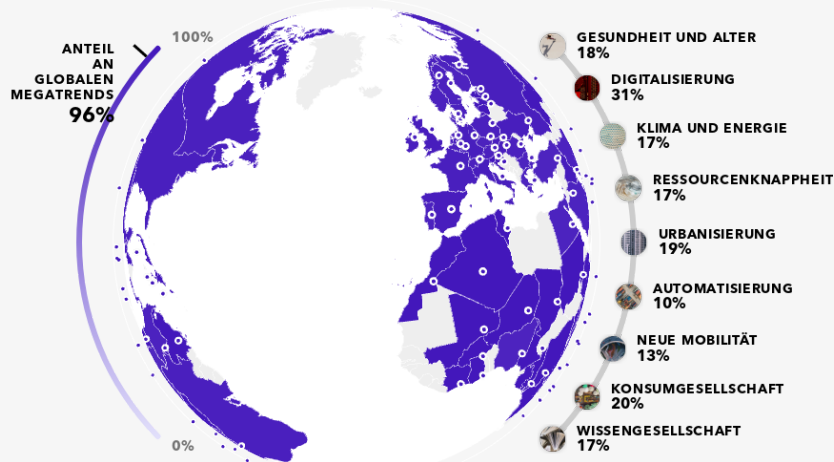 ANTEIL
AN
GLOBALEN
MEGATRENDS
96%
100%
0%
GESUNDHEIT UND ALTER
18%
DIGITALISIERUNG
31%
KLIMA UND ENERGIE
17%
RESSOURCENKNAPPHEIT
17%
URBANISIERUNG
19%
AUTOMATISIERUNG
10%
NEUE MOBILITÄT
13%
KONSUMGESELLSCHAFT
20%
WISSENGESELLSCHAFT
17%